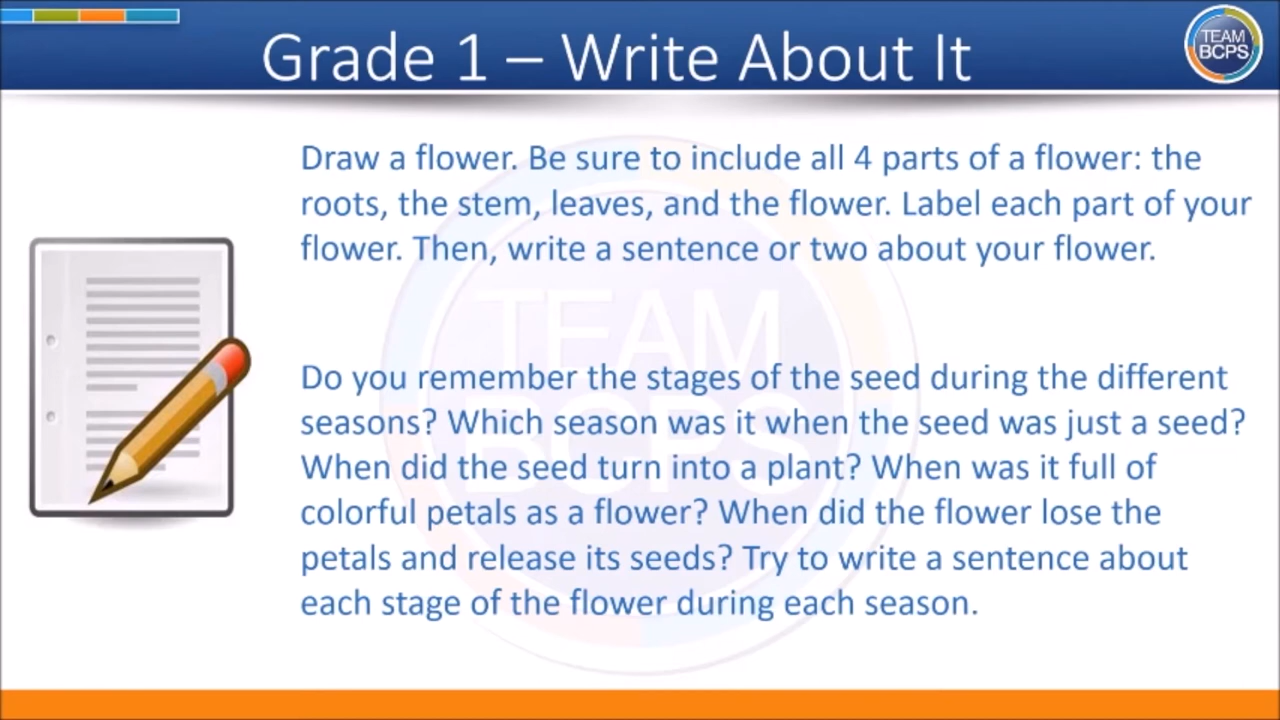 Grade 1 – Write About It
TEAM
BCPS
Draw a flower. Be sure to include all 4 parts of a flower: the
roots, the stem, leaves, and the flower. Label each part of your
flower. Then, write a sentence or two about your flower.
TEAM
BCPS
Do you remember the stages of the seed during the different
seasons? Which season was it when the seed was just a seed?
When did the seed turn into a plant? When was it full of
colorful petals as a flower? When did the flower lose the
petals and release its seeds? Try to write a sentence about
each stage of the flower during each season.